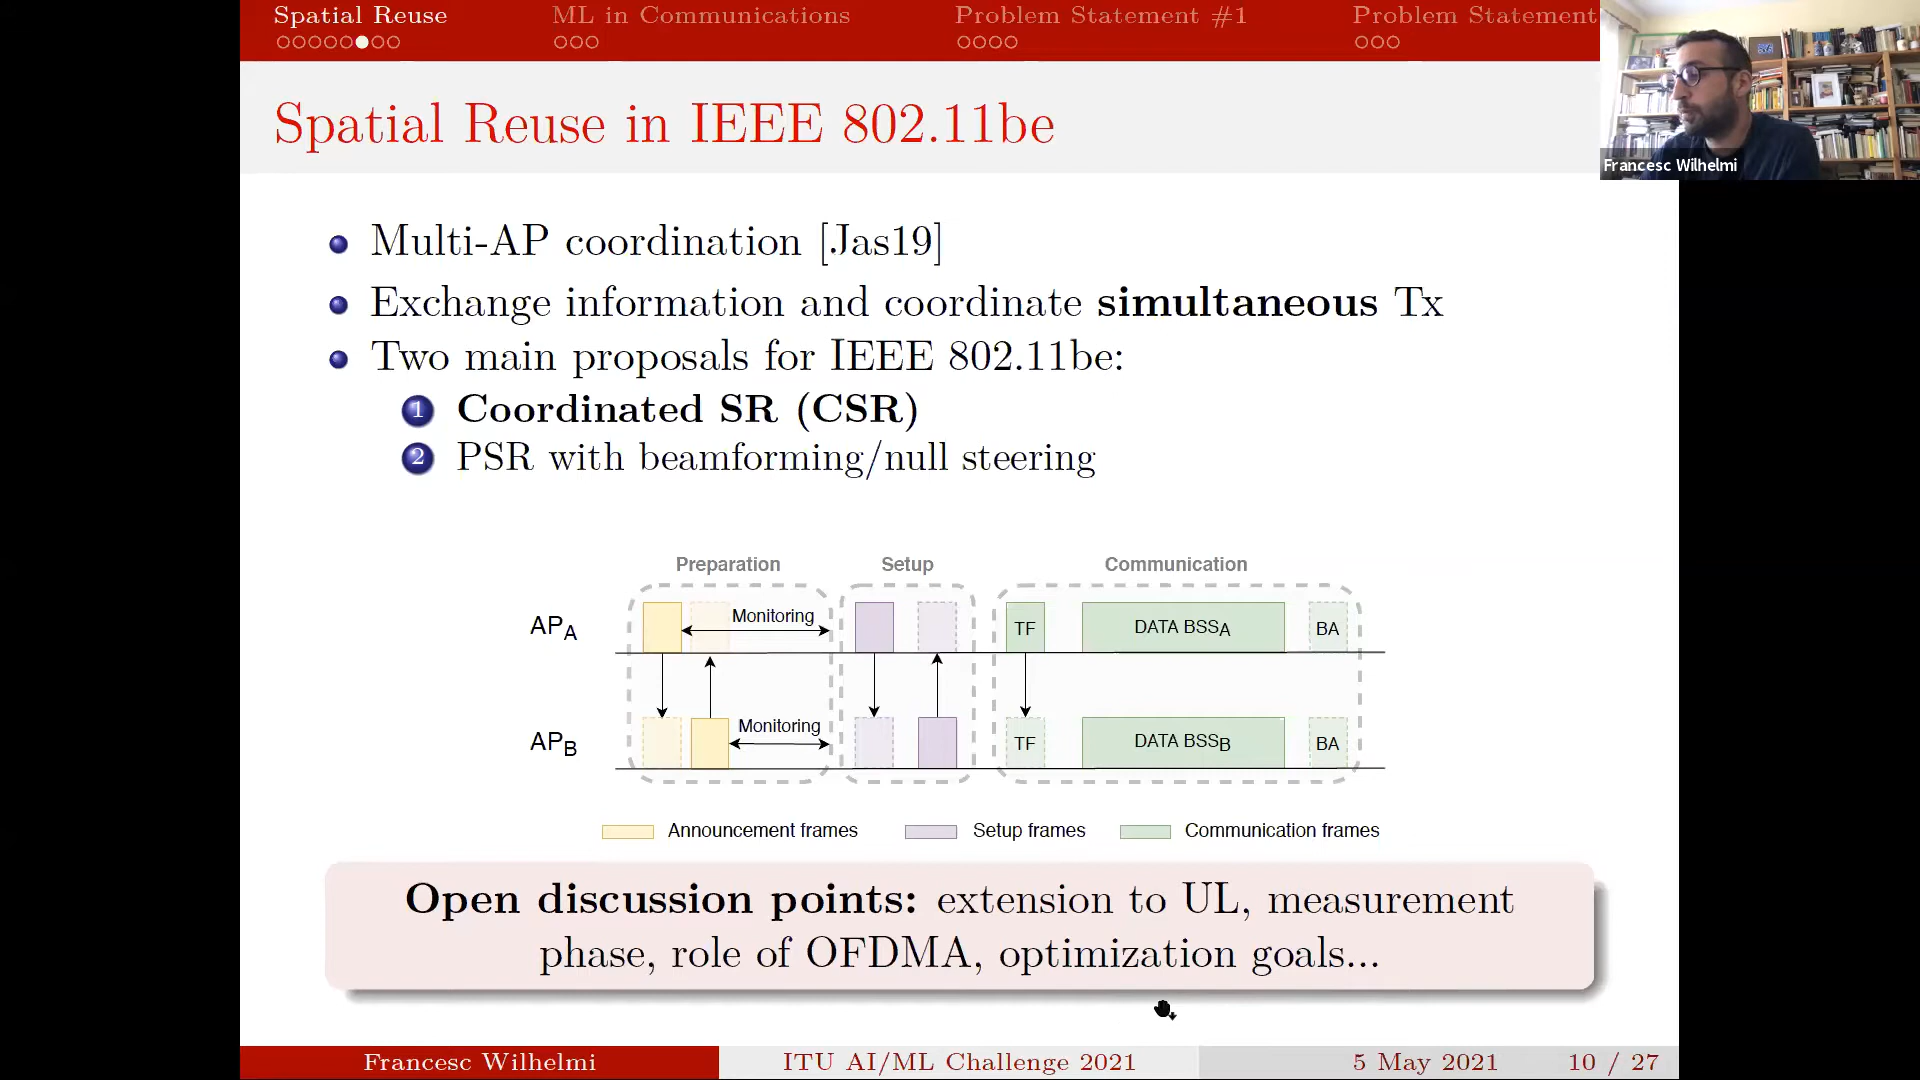 Spatial Reuse ML in Communications Problem Statement #1 Problem Statement
Francesc Wilhelmi
Spatial Reuse in IEEE 802.11be
Multi-AP coordination [Jas19]
Exchange information and coordinate simultaneous Tx
Two main proposals for IEEE 802.11be:
1 Coordinated SR (CSR)
2 PSR with beamforming/null steering
Preparation Setup Communication
APA Monitoring TF DATA BSSA BA
APB Monitoring TF DATA BSSB BA
Announcement frames Setup frames Communication frames
Open discussion points: extension to UL, measurement
phase, role of OFDMA, optimization goals...
Francesc Wilhelmi ITU AI/ML Challenge 2021 5 May 2021 10 / 27